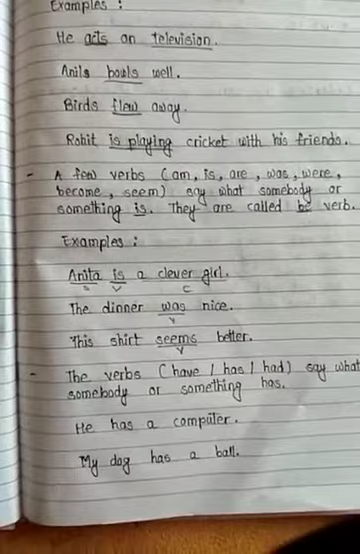 Examples :
He acts on television.
Anils bowls well.
Birds flew away.
Rohit is playing cricket with his friends.
- A few verbs (am, is, are, was, were,
become, seem) say what somebody or
something is. They are called be verb.
Examples :
Anita is a clever girl.
S V C
The dinner was nice.
V
This shirt seems better.
V
- The verbs (have / has / had) say what
somebody or something has.
He has a computer.
My dog has a ball.